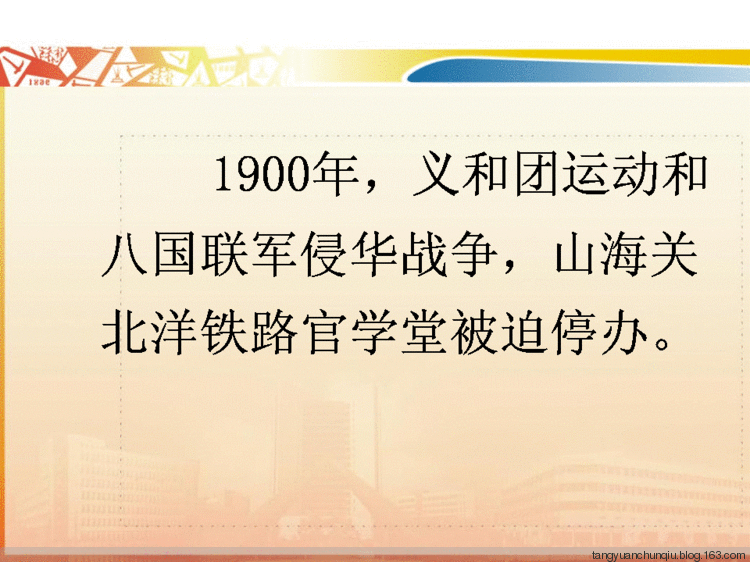 1896
1900年，义和团运动和
八国联军侵华战争，山海关
北洋铁路官学堂被迫停办。
tangyuanchunqiu.blog.163.com